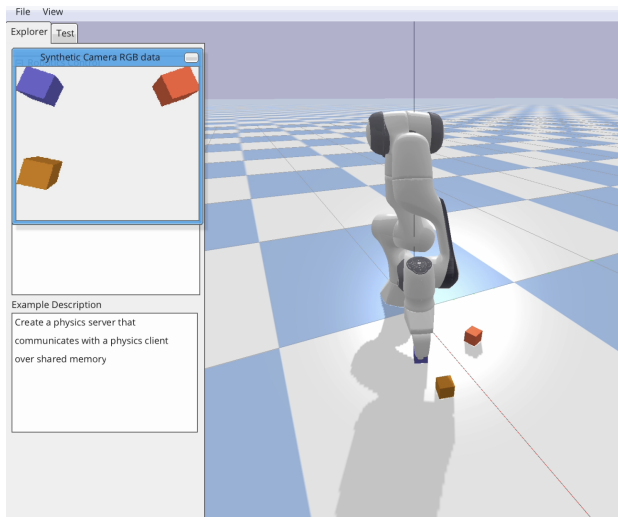 File View
Explorer Test
Synthetic Camera RGB data
Example Description
Create a physics server that
communicates with a physics client
over shared memory